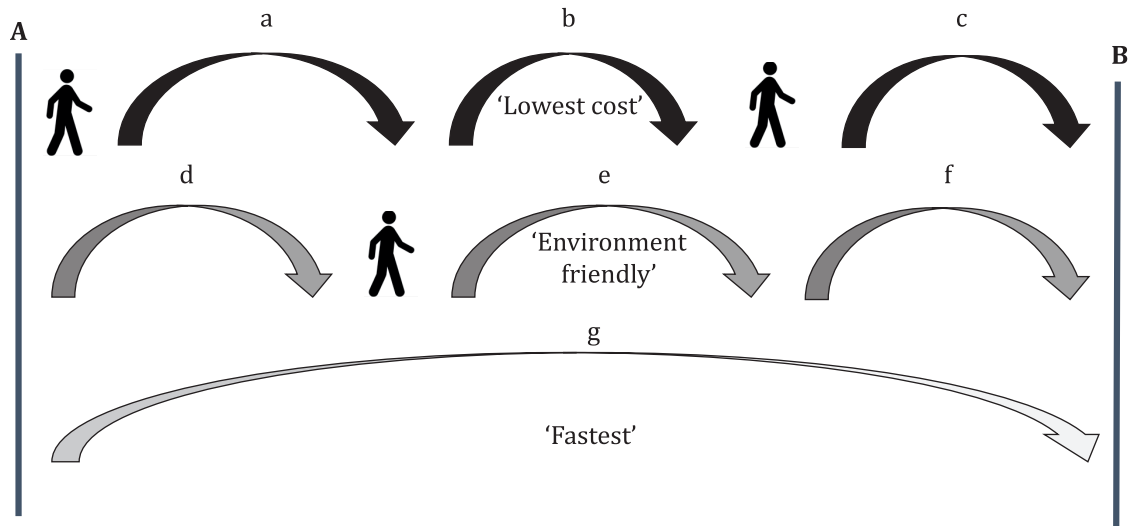 A
a
b
c
B
‘Lowest cost’
d
e
f
‘Environment
friendly’
g
‘Fastest’